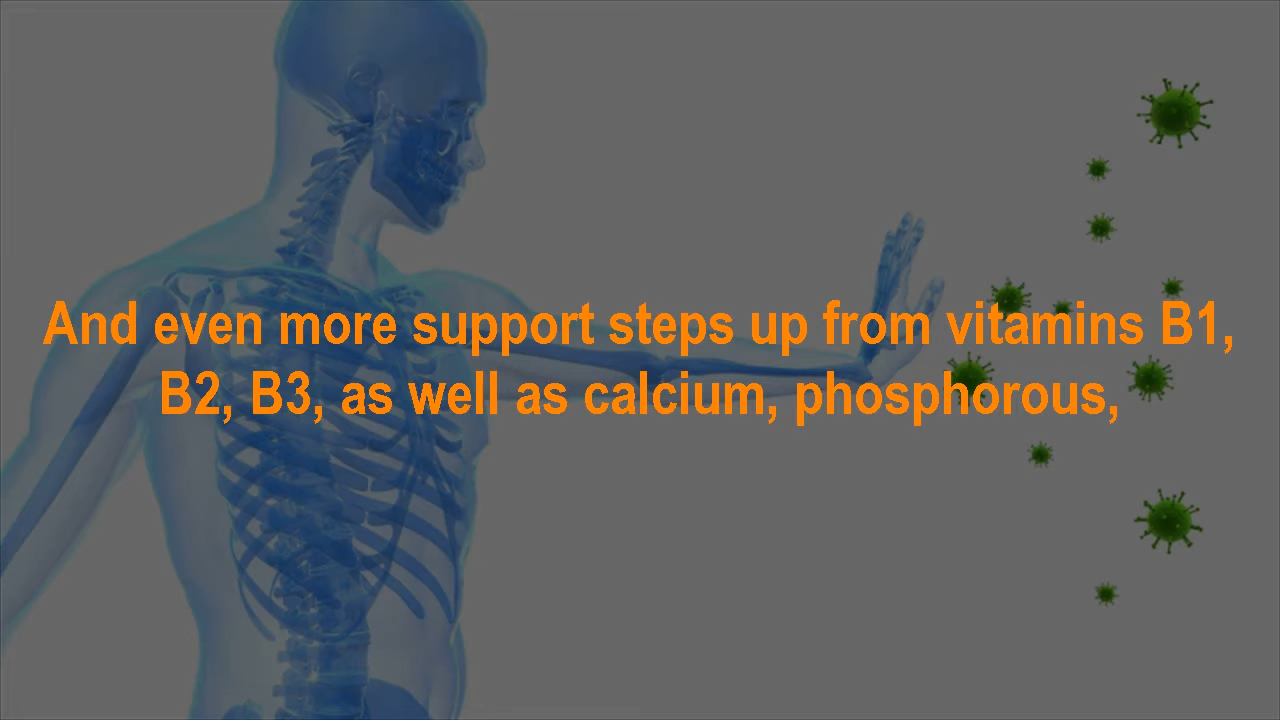 And even more support steps up from vitamins B1,
B2, B3, as well as calcium, phosphorous,